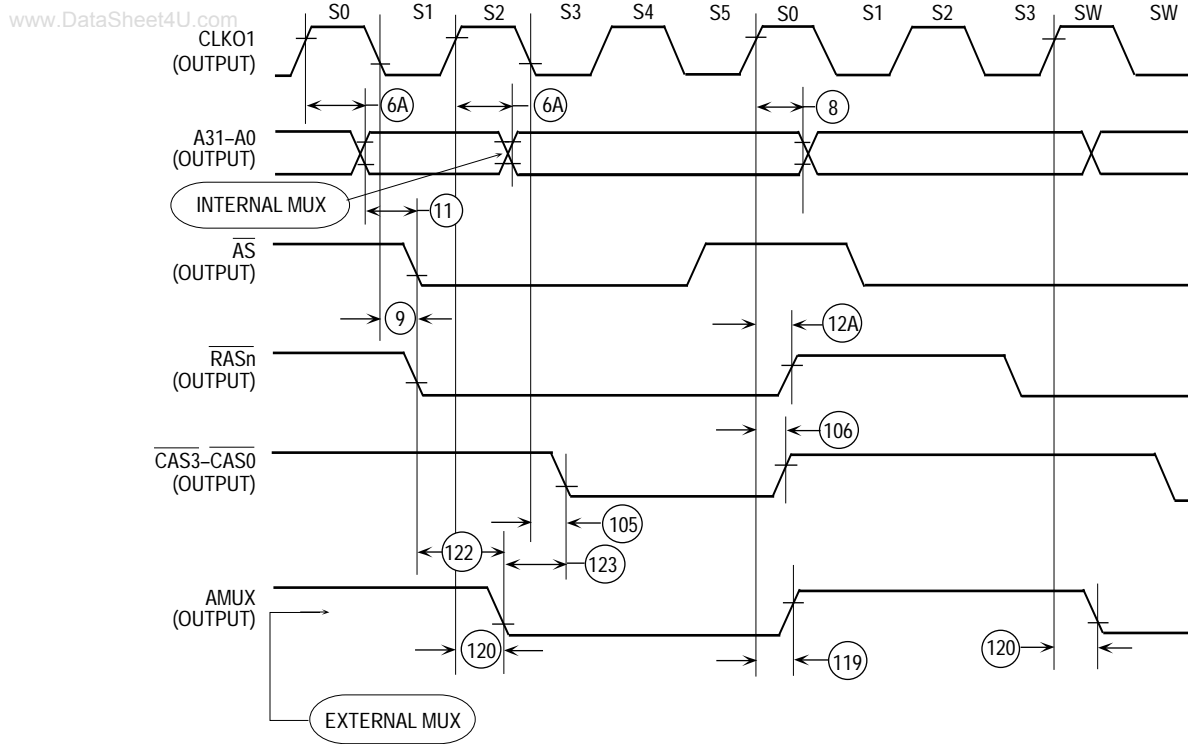 www.DataSheet4U.com
S0 S1 S2 S3 S4 S5 S0 S1 S2 S3 SW SW
CLKO1
(OUTPUT)
6A 6A 8
A31–A0
(OUTPUT)
INTERNAL MUX
11
AS
(OUTPUT)
9
12A
RASn
(OUTPUT)
106
CAS3–CAS0
(OUTPUT)
105
122 123
AMUX
(OUTPUT)
120 119 120
EXTERNAL MUX